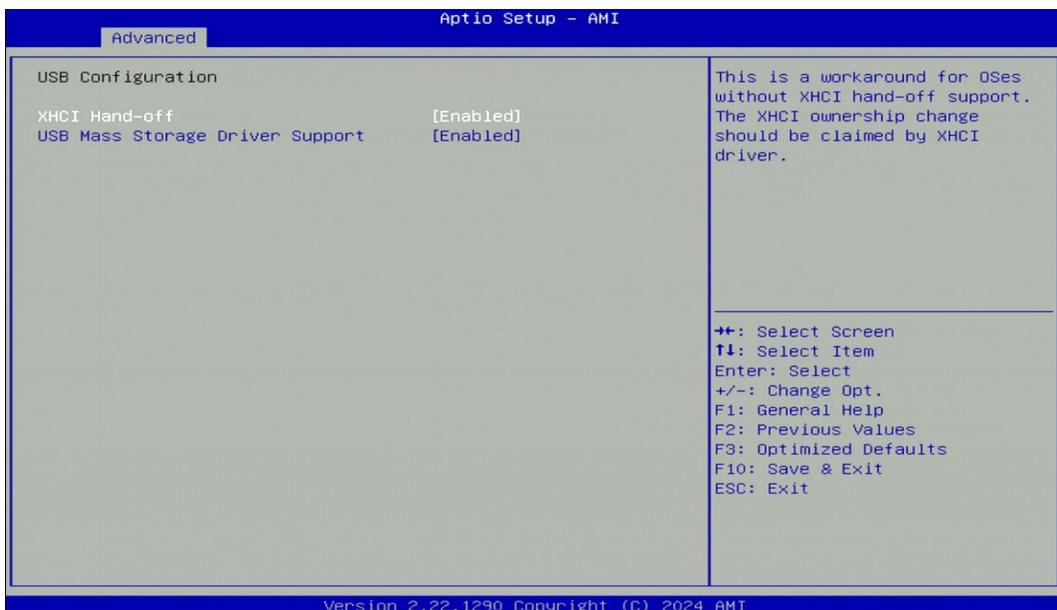 Aptio Setup – AMI
Advanced
USB Configuration
XHCI Hand-off [Enabled]
USB Mass Storage Driver Support [Enabled]
This is a workaround for OSes
without XHCI hand-off support.
The XHCI ownership change
should be claimed by XHCI
driver.
→←: Select Screen
↑↓: Select Item
Enter: Select
+/-: Change Opt.
F1: General Help
F2: Previous Values
F3: Optimized Defaults
F10: Save & Exit
ESC: Exit
Version 2.22.1290 Copyright (C) 2024 AMI